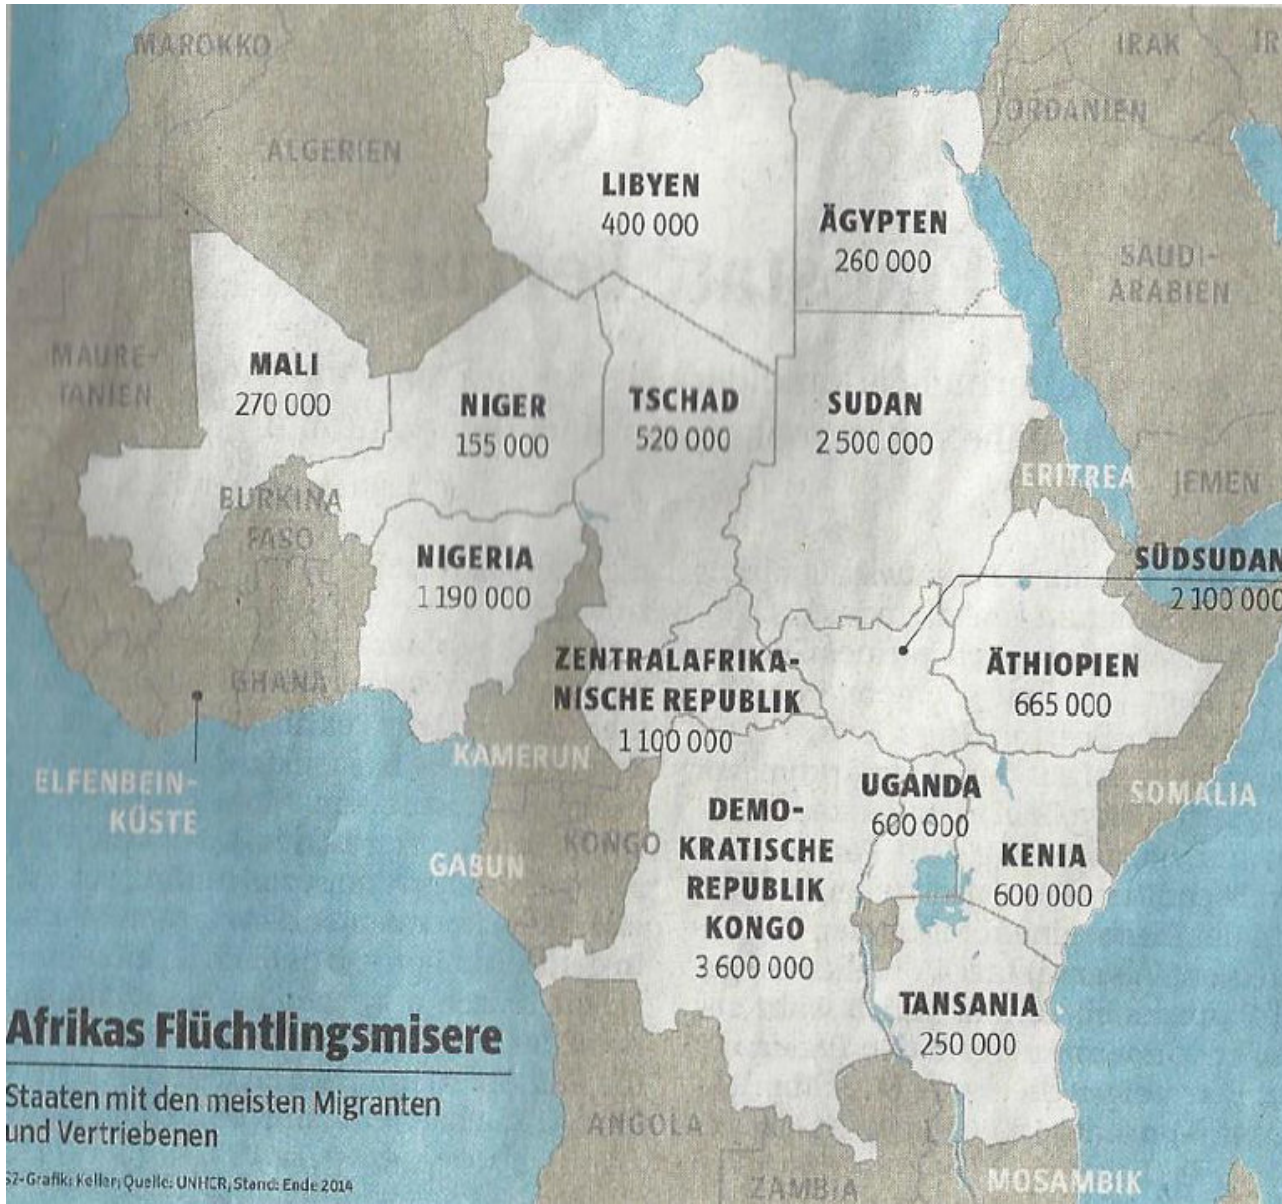 MAROKKO
IRAK
JORDANIEN
ALGERIEN
LIBYEN
400 000
ÄGYPTEN
260 000
SAUDI-
ARABIEN
MAURE-
TANIEN
MALI
270 000
NIGER
155 000
TSCHAD
520 000
SUDAN
2 500 000
ERITREA
JEMEN
BURKINA
FASO
NIGERIA
1 190 000
SÜDSUDAN
2 100 000
ZENTRALAFRIKA-
NISCHE REPUBLIK
1 100 000
ÄTHIOPIEN
665 000
GHANA
KAMERUN
ELFENBEIN-
KÜSTE
UGANDA
600 000
SOMALIA
GABUN
KONGO
DEMO-
KRATISCHE
REPUBLIK
KONGO
3 600 000
KENIA
600 000
TANSANIA
250 000
Afrikas Flüchtlingsmisere
Staaten mit den meisten Migranten
und Vertriebenen
SZ-Grafik: Keller; Quelle: UNHCR, Stand: Ende 2014
ANGOLA
ZAMBIA
MOSAMBIK